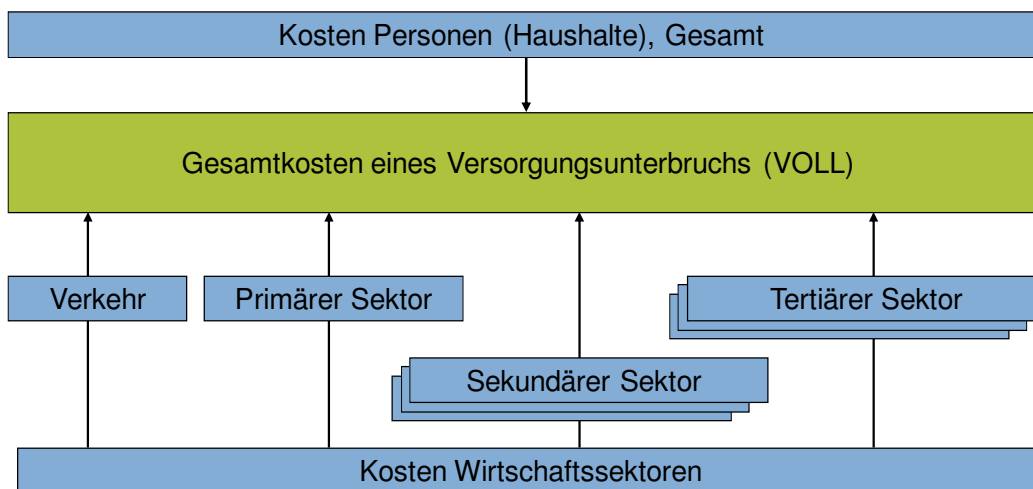 Kosten Personen (Haushalte), Gesamt
Gesamtkosten eines Versorgungsunterbruchs (VOLL)
Verkehr
Primärer Sektor
Tertiärer Sektor
Sekundärer Sektor
Kosten Wirtschaftssektoren